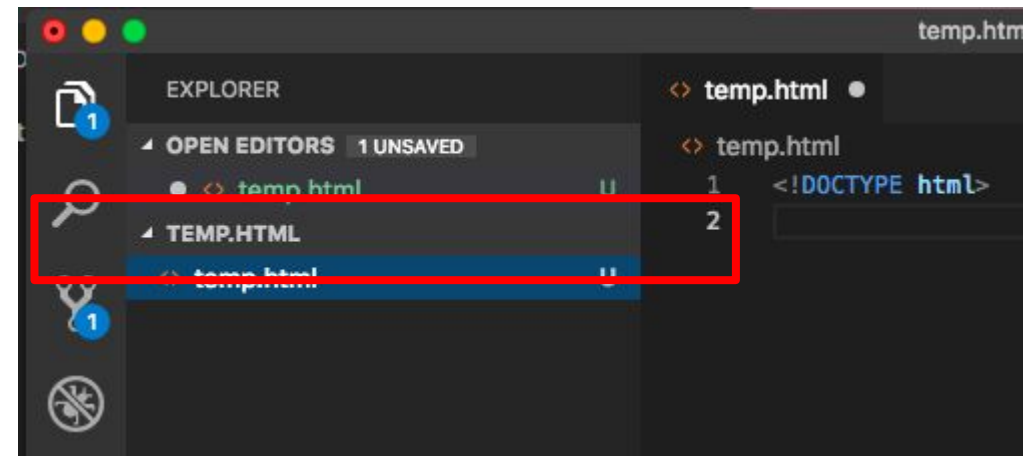 temp.htm
EXPLORER
<> temp.html
OPEN EDITORS 1 UNSAVED
<> temp.html
<> temp.html U
1 <!DOCTYPE html>
TEMP.HTML
2
<> temp.html U
1
1